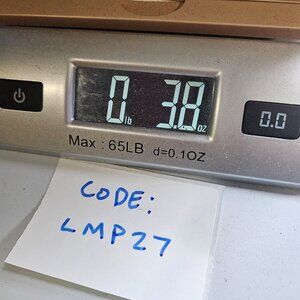 0 lb 3.8 oz
0.0
Max : 65LB d=0.1OZ
CODE:
LMP27